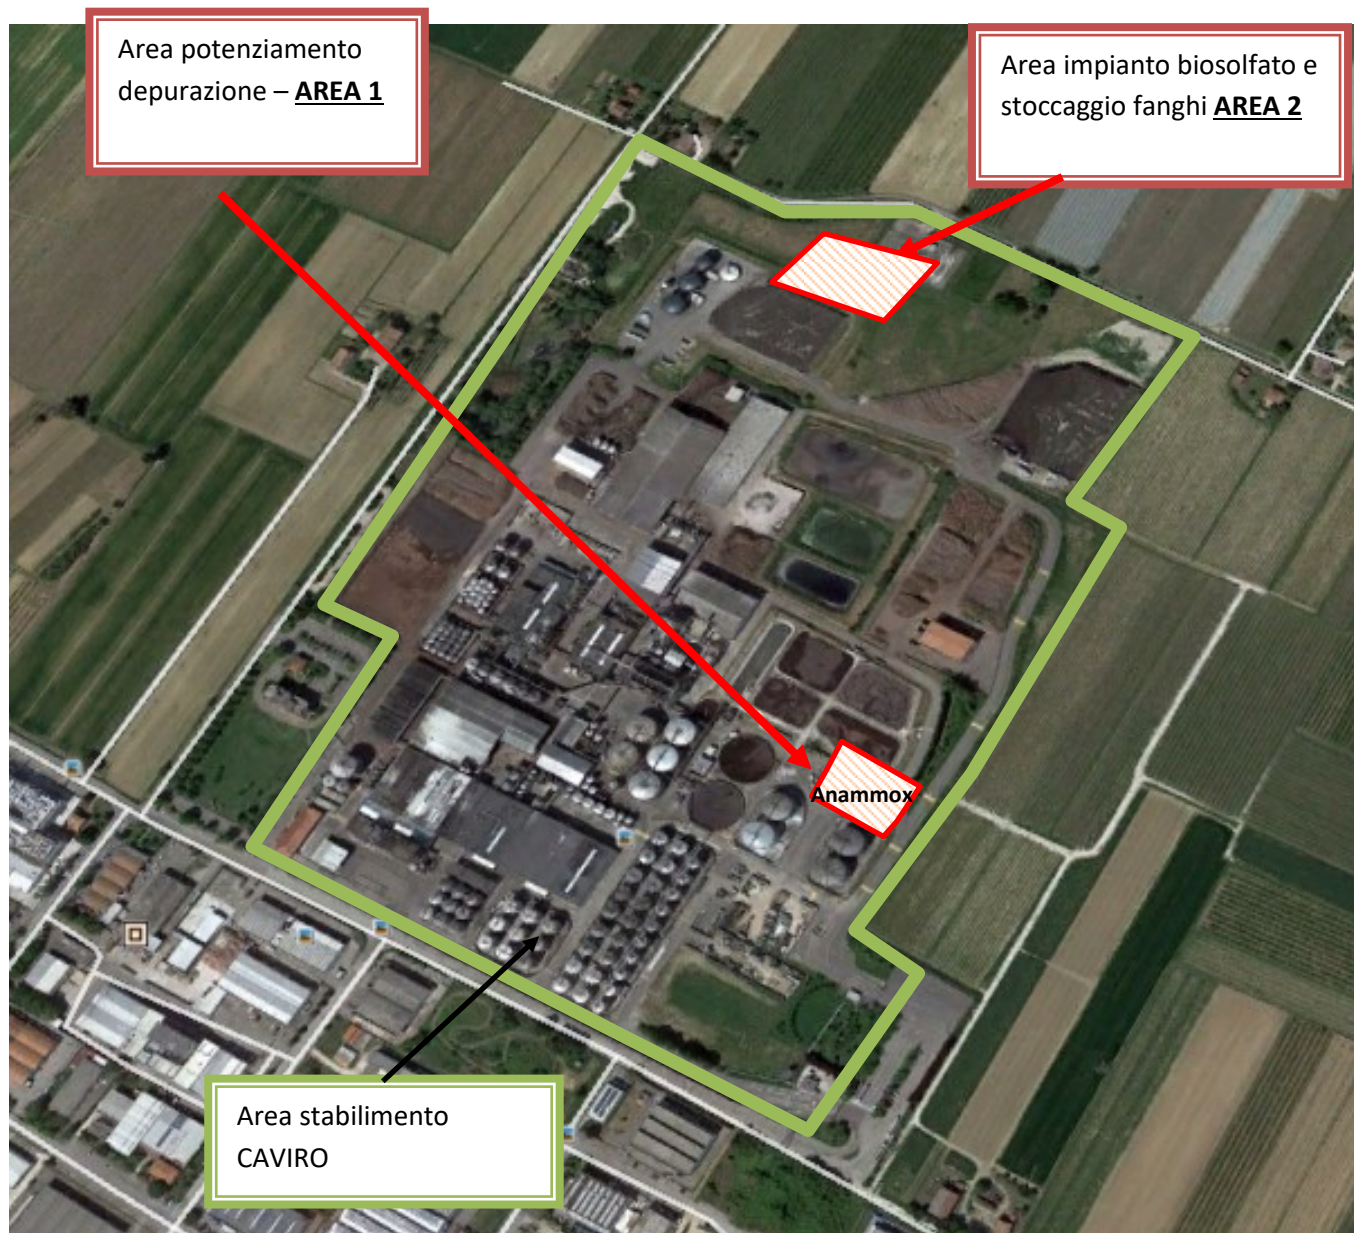 Area potenziamento
depurazione – AREA 1
Area impianto biosolfato e
stoccaggio fanghi AREA 2
Anammox
Area stabilimento
CAVIRO